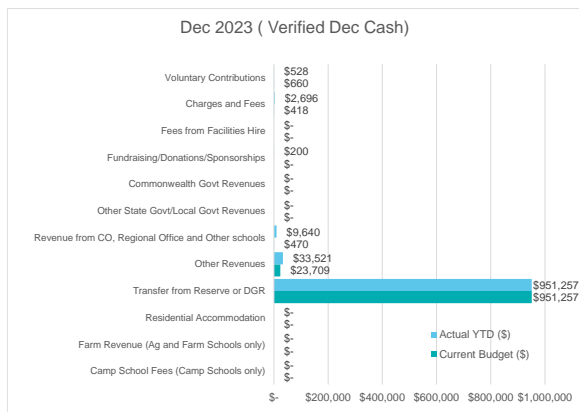 Dec 2023 ( Verified Dec Cash)
Voluntary Contributions
$528
$660
Charges and Fees
$2,696
$418
Fees from Facilities Hire
$-
$-
Fundraising/Donations/Sponsorships
$200
$-
Commonwealth Govt Revenues
$-
$-
Other State Govt/Local Govt Revenues
$-
$-
Revenue from CO, Regional Office and Other schools
$9,640
$470
Other Revenues
$33,521
$23,709
Transfer from Reserve or DGR
$951,257
$951,257
Residential Accommodation
$-
$-
Farm Revenue (Ag and Farm Schools only)
$-
$-
Camp School Fees (Camp Schools only)
$-
$-
Actual YTD ($)
Current Budget ($)
$- $200,000 $400,000 $600,000 $800,000 $1,000,000